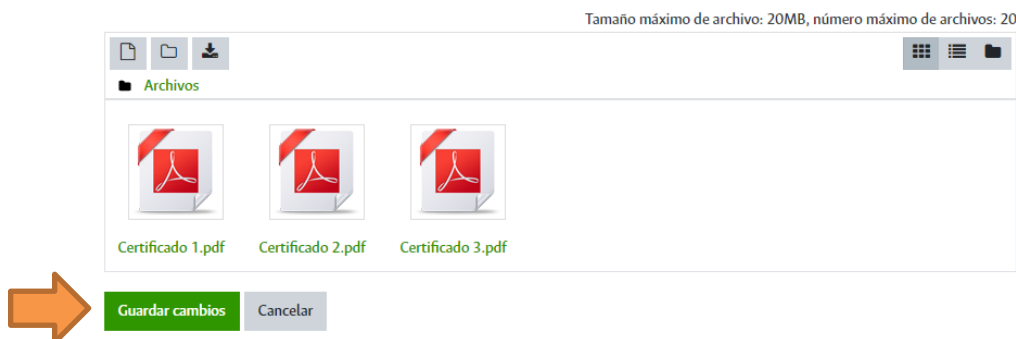 Tamaño máximo de archivo: 20MB, número máximo de archivos: 20
Archivos
Certificado 1.pdf Certificado 2.pdf Certificado 3.pdf
Guardar cambios Cancelar